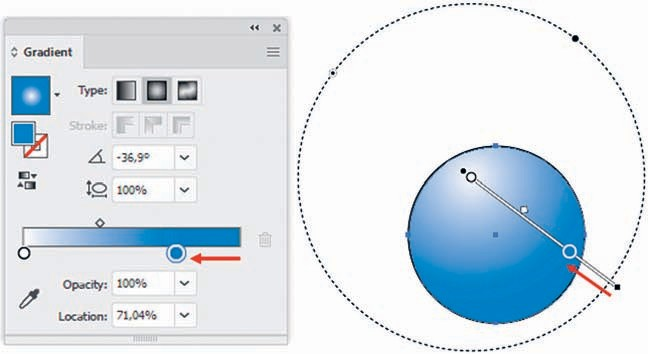 Gradient
Type:
Stroke:
-36,9°
100%
Opacity: 100%
Location: 71,04%